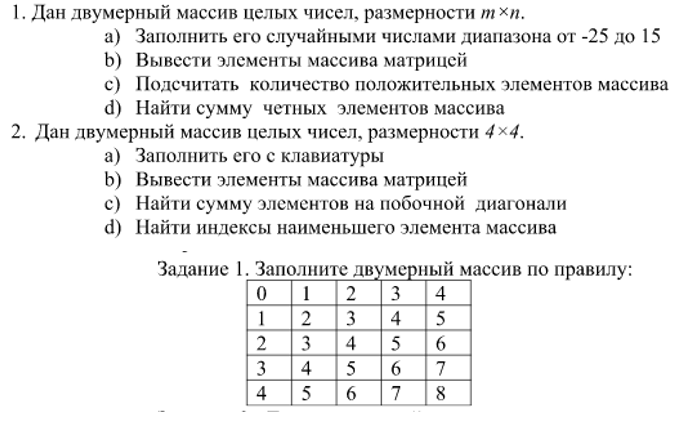 1. Дан двумерный массив целых чисел, размерности m×n.
a) Заполнить его случайными числами диапазона от -25 до 15
b) Вывести элементы массива матрицей
c) Подсчитать количество положительных элементов массива
d) Найти сумму четных элементов массива
2. Дан двумерный массив целых чисел, размерности 4×4.
a) Заполнить его с клавиатуры
b) Вывести элементы массива матрицей
c) Найти сумму элементов на побочной диагонали
d) Найти индексы наименьшего элемента массива
Задание 1. Заполните двумерный массив по правилу:
0 1 2 3 4
1 2 3 4 5
2 3 4 5 6
3 4 5 6 7
4 5 6 7 8